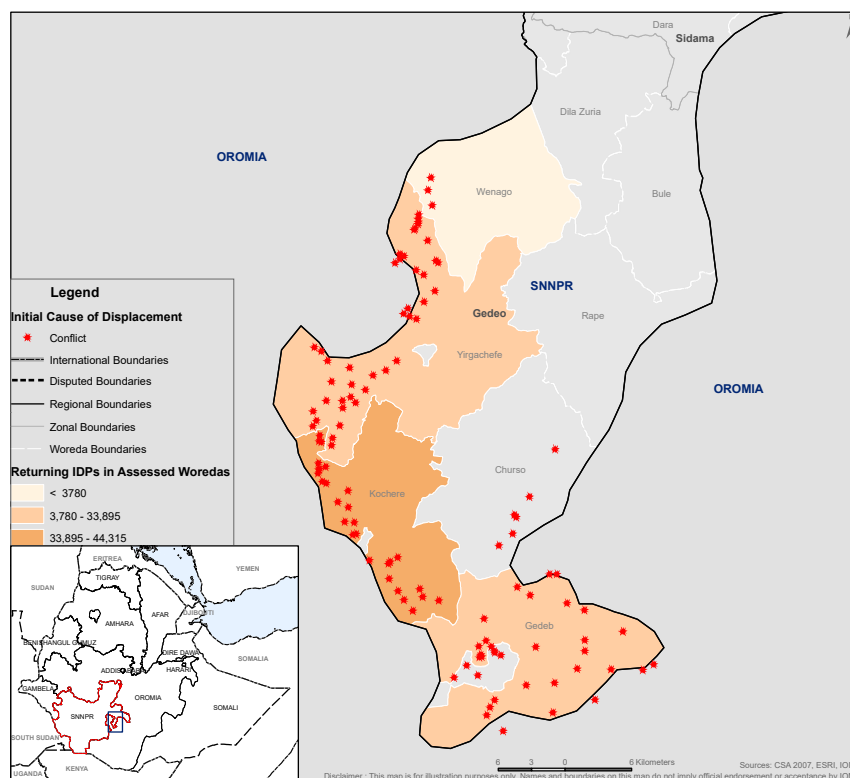 Dara
Sidama
Dila Zuria
OROMIA
Wenago
Bule
SNNPR
Gedeo
Rape
Yirgachefe
OROMIA
Churso
Kochere
Gedeb
Legend
Initial Cause of Displacement
Conflict
International Boundaries
Disputed Boundaries
Regional Boundaries
Zonal Boundaries
Woreda Boundaries
Returning IDPs in Assessed Woredas
< 3780
3,780 - 33,895
33,895 - 44,315
ERITREA
YEMEN
SUDAN
TIGRAY
AFAR
DJIBOUTI
AMHARA
BENISHANGUL GUMUZ
DIRE DAWA
SOMALIA
ADDIS ABABA
HARARI
GAMBELA
OROMIA
SOMALI
SNNPR
SOUTH SUDAN
KENYA
UGANDA
6 3 0 6 Kilometers
Sources: CSA 2007, ESRI, IO
Disclaimer : This map is for illustration purposes only. Names and boundaries on this map do not imply official endorsement or acceptance by IO